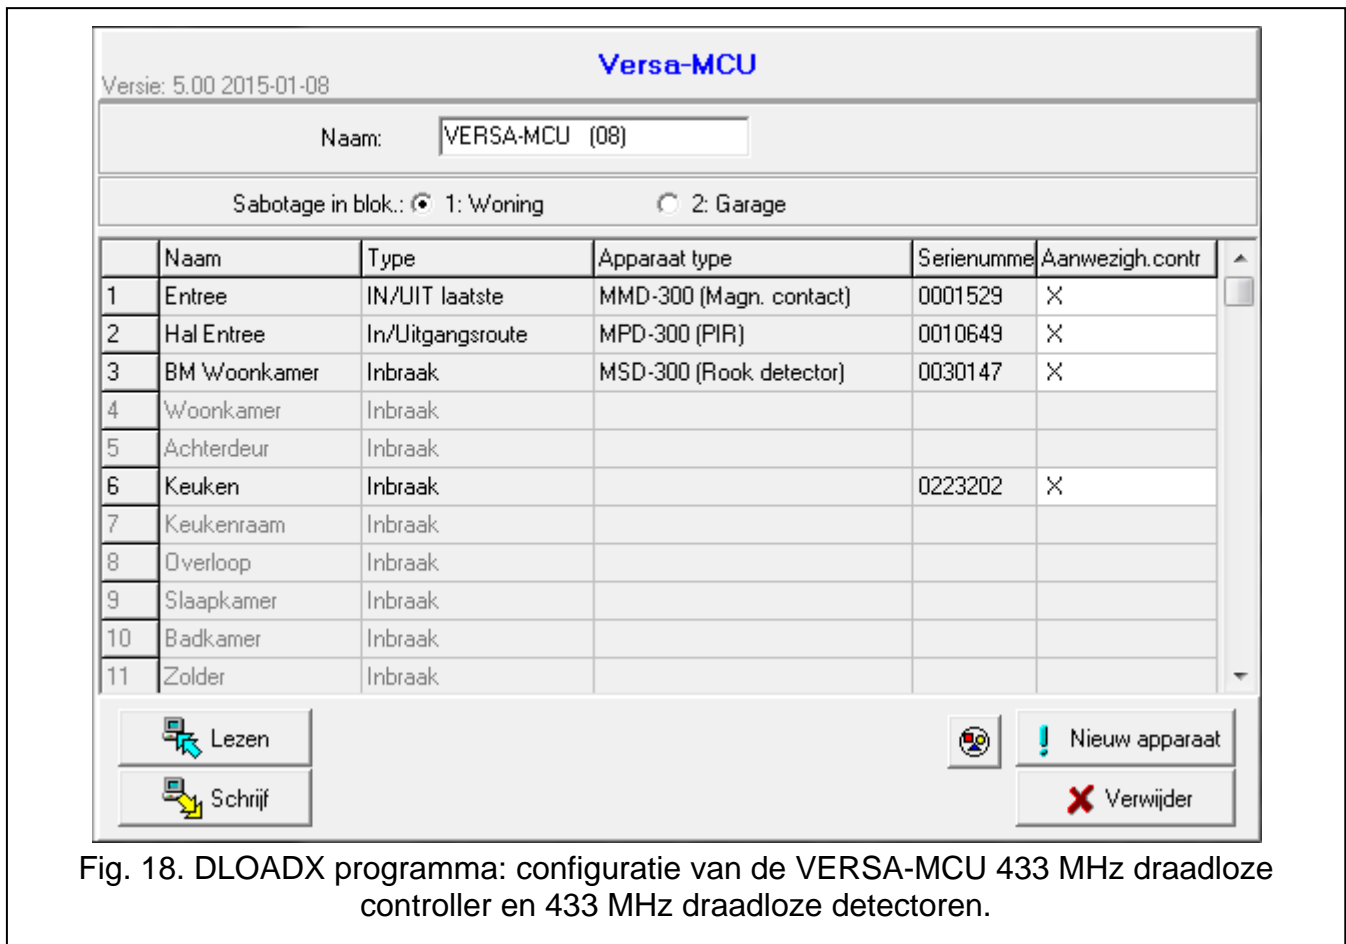 Versa-MCU
Versie: 5.00 2015-01-08
Naam: VERSA-MCU (08)
Sabotage in blok.: 1: Woning 2: Garage
Naam Type Apparaat type Serienumme Aanwezigh.contr
1 Entree IN/UIT laatste MMD-300 (Magn. contact) 0001529 X
2 Hal Entree In/Uitgangsroute MPD-300 (PIR) 0010649 X
3 BM Woonkamer Inbraak MSD-300 (Rook detector) 0030147 X
4 Woonkamer Inbraak
5 Achterdeur Inbraak
6 Keuken Inbraak 0223202 X
7 Keukenraam Inbraak
8 Overloop Inbraak
9 Slaapkamer Inbraak
10 Badkamer Inbraak
11 Zolder Inbraak
Lezen Nieuw apparaat
Schrijf Verwijder
Fig. 18. DLOADX programma: configuratie van de VERSA-MCU 433 MHz draadloze
controller en 433 MHz draadloze detectoren.